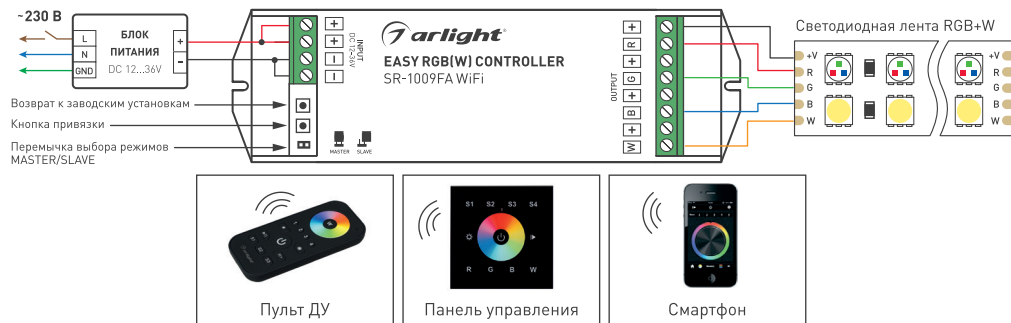 ~230 В
L
N
GND
БЛОК
ПИТАНИЯ
DC 12...36V
+
–
+
+
–
–
INPUT
DC 12-36V
arlight®
EASY RGB(W) CONTROLLER
SR-1009FA WiFi
MASTER
SLAVE
Возврат к заводским установкам
Кнопка привязки
Перемычка выбора режимов
MASTER/SLAVE
OUTPUT
+
R
+
G
+
B
+
W
Светодиодная лента RGB+W
+V
R
G
B
W
+V
R
G
B
W
Пульт ДУ
S1 S2 S3 S4
R G B W
Панель управления
Смартфон